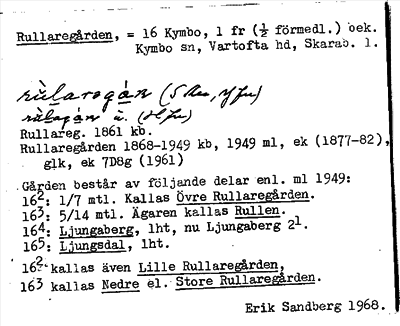 Rullaregården, = 16 Kymbo, 1 fr (½ förmedl.) oek.
Kymbo sn, Vartofta hd, Skarab. l.
Rullareg. 1861 kb.
Rullaregården 1868-1949 kb, 1949 ml, ek (1877-82),
glk, ek 7D8g (1961)
Gården består av följande delar enl. ml 1949:
16²: 1/7 mtl. Kallas Övre Rullaregården.
16³: 5/14 mtl. Ägaren kallas Rullen.
16⁴: Ljungaberg, lht, nu Ljungaberg 2¹.
16⁵: Ljungsdal, lht.
16² kallas även Lille Rullaregården,
16³ kallas Nedre el. Store Rullaregården.
Erik Sandberg 1968.